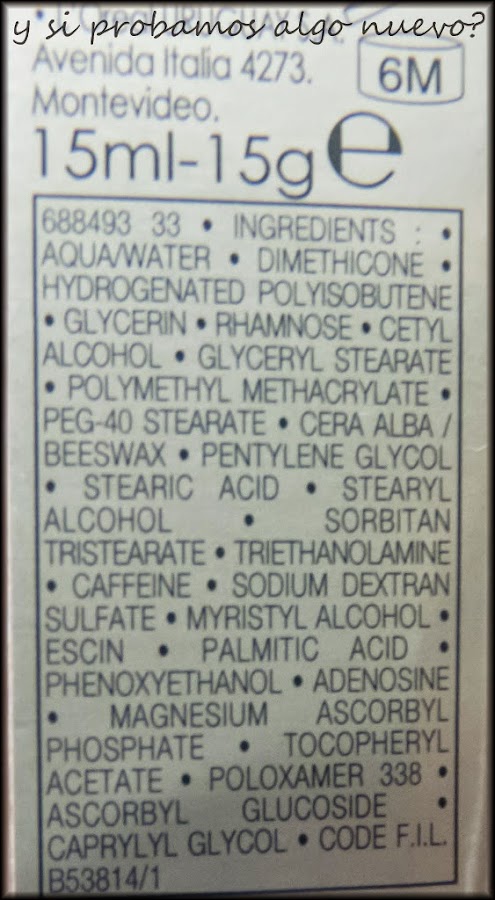 y si probamos algo nuevo?
L'Oréal URUGUAY S.A.
Avenida Italia 4273.
6M
Montevideo.
15ml-15g e
688493 33 • INGREDIENTS : •
AQUA/WATER • DIMETHICONE •
HYDROGENATED POLYISOBUTENE
• GLYCERIN • RHAMNOSE • CETYL
ALCOHOL • GLYCERYL STEARATE
• POLYMETHYL METHACRYLATE •
PEG-40 STEARATE • CERA ALBA /
BEESWAX • PENTYLENE GLYCOL
• STEARIC ACID • STEARYL
ALCOHOL • SORBITAN
TRISTEARATE • TRIETHANOLAMINE
• CAFFEINE • SODIUM DEXTRAN
SULFATE • MYRISTYL ALCOHOL •
ESCIN • PALMITIC ACID •
PHENOXYETHANOL • ADENOSINE
• MAGNESIUM ASCORBYL
PHOSPHATE • TOCOPHERYL
ACETATE • POLOXAMER 338 •
ASCORBYL GLUCOSIDE •
CAPRYLYL GLYCOL • CODE F.I.L.
B53814/1